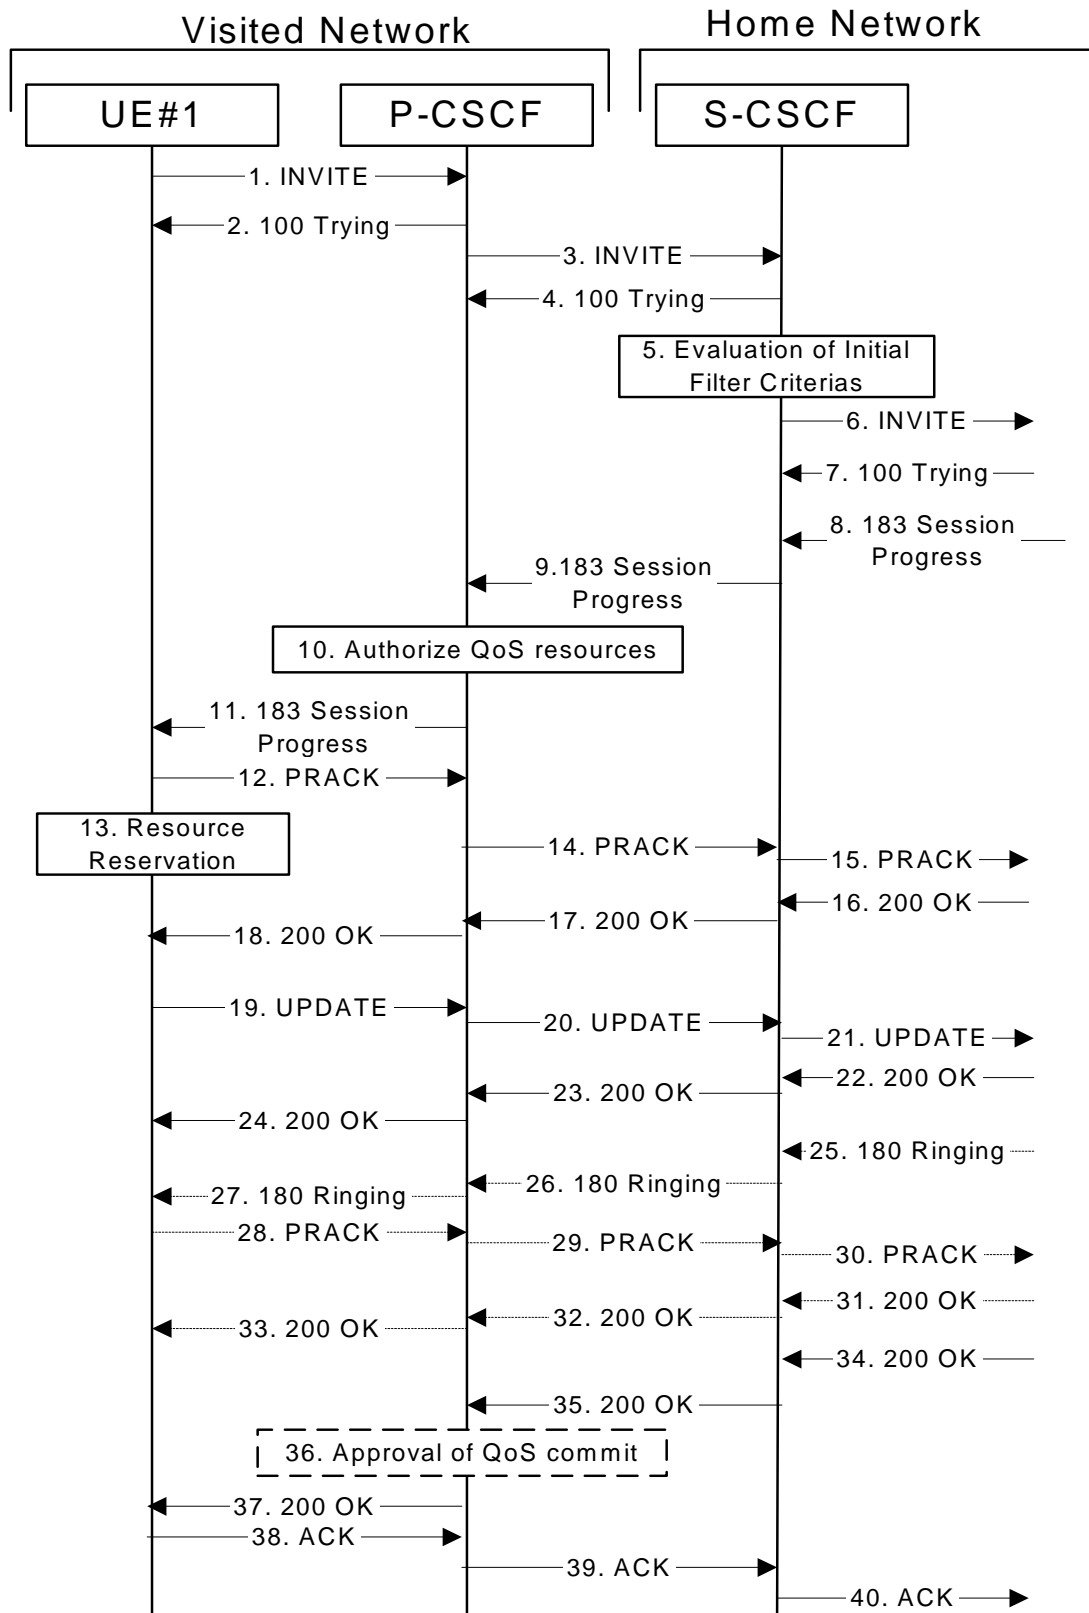 Visited Network
Home Network
UE#1
P-CSCF
S-CSCF
1. INVITE
2. 100 Trying
3. INVITE
4. 100 Trying
5. Evaluation of Initial
Filter Criterias
6. INVITE
7. 100 Trying
8. 183 Session
Progress
9.183 Session
Progress
10. Authorize QoS resources
11. 183 Session
Progress
12. PRACK
13. Resource
Reservation
14. PRACK
15. PRACK
16. 200 OK
17. 200 OK
18. 200 OK
19. UPDATE
20. UPDATE
21. UPDATE
22. 200 OK
23. 200 OK
24. 200 OK
25. 180 Ringing
26. 180 Ringing
27. 180 Ringing
28. PRACK
29. PRACK
30. PRACK
31. 200 OK
32. 200 OK
33. 200 OK
34. 200 OK
35. 200 OK
36. Approval of QoS commit
37. 200 OK
38. ACK
39. ACK
40. ACK